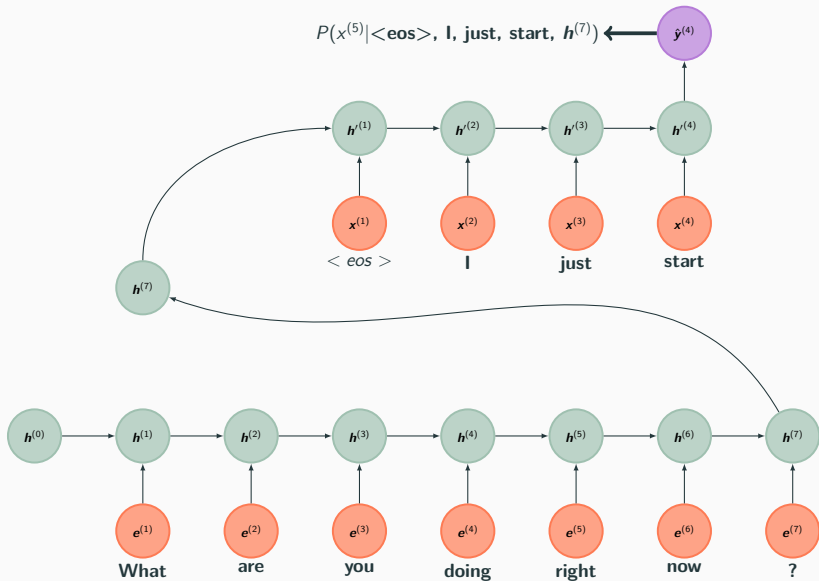 P(x^(5)|<eos>, I, just, start, h^(7)) ŷ^(4)
h′^(1) h′^(2) h′^(3) h′^(4)
x^(1) x^(2) x^(3) x^(4)
< eos > I just start
h^(7)
h^(0) h^(1) h^(2) h^(3) h^(4) h^(5) h^(6) h^(7)
e^(1) e^(2) e^(3) e^(4) e^(5) e^(6) e^(7)
What are you doing right now ?